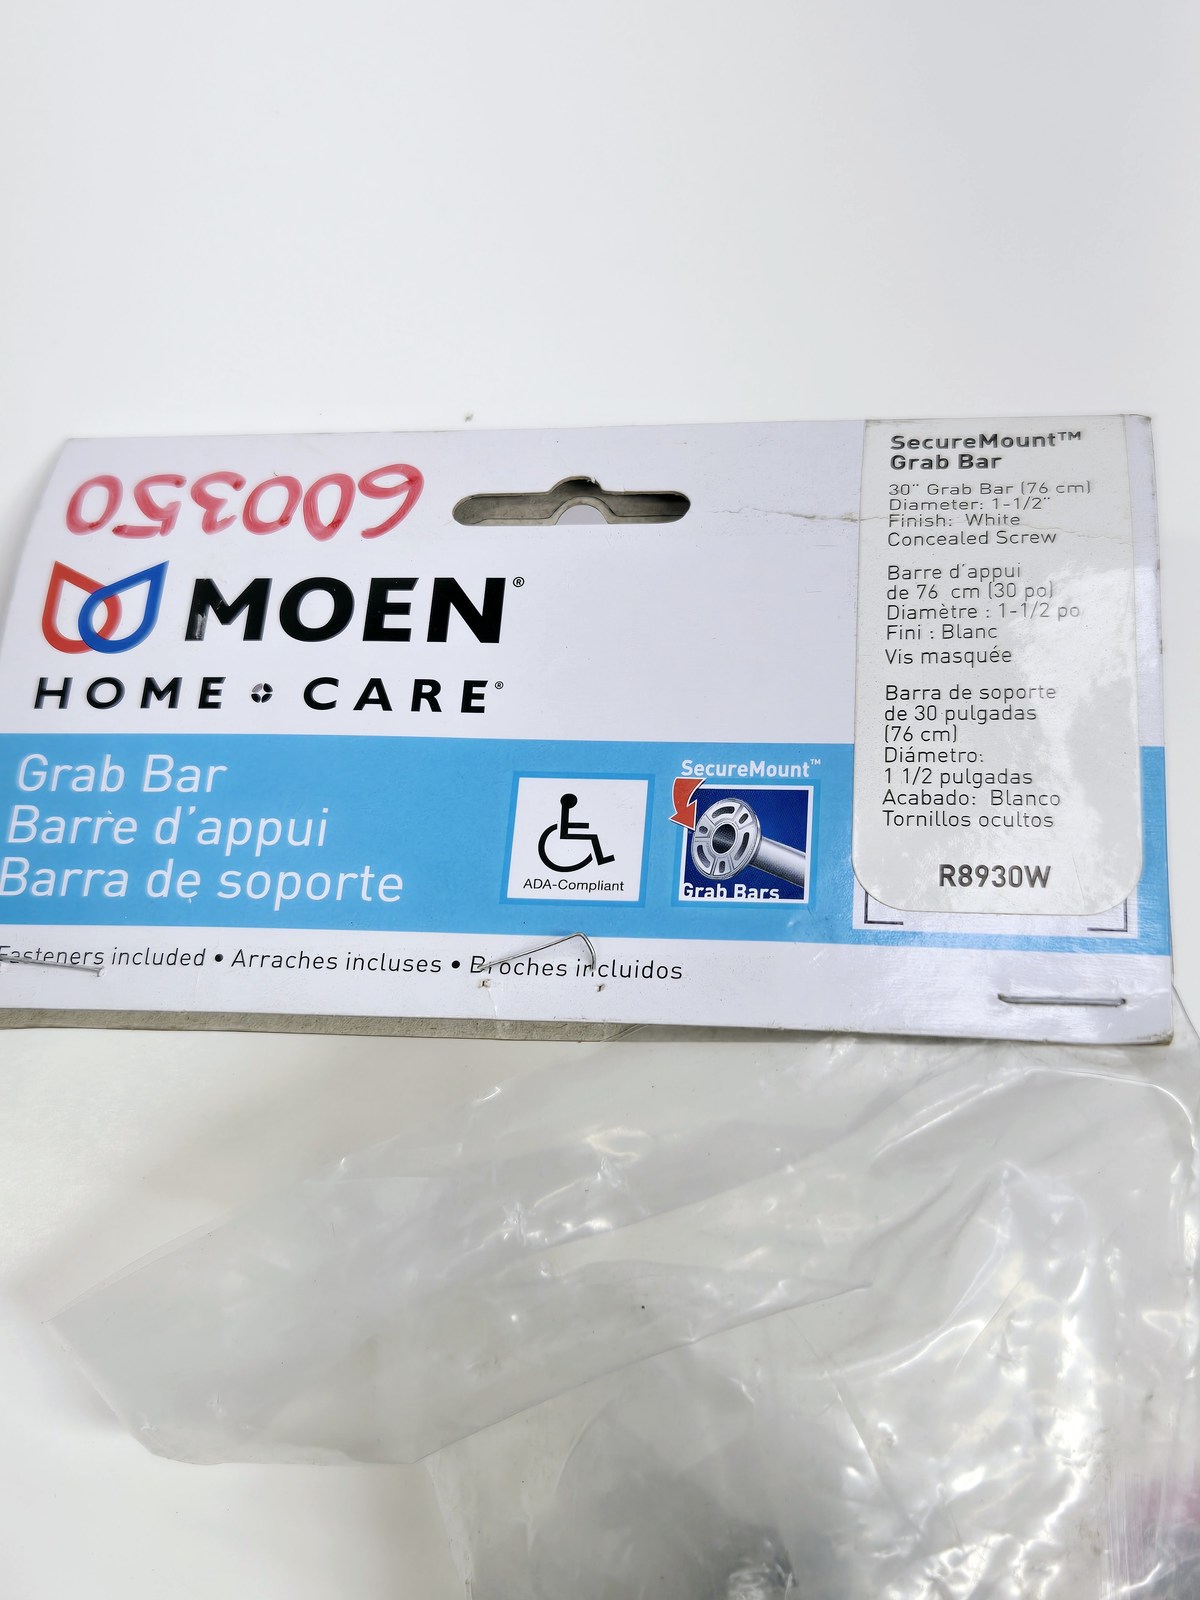 600350
MOEN®
HOME CARE®
Grab Bar
Barre d'appui
Barra de soporte
ADA-Compliant
SecureMount™
Grab Bars
Fasteners included • Arraches incluses • Broches incluidos
SecureMount™
Grab Bar
30" Grab Bar (76 cm)
Diameter: 1-1/2"
Finish: White
Concealed Screw
Barre d'appui
de 76 cm (30 po)
Diamètre : 1-1/2 po
Fini : Blanc
Vis masquée
Barra de soporte
de 30 pulgadas
(76 cm)
Diámetro:
1 1/2 pulgadas
Acabado: Blanco
Tornillos ocultos
R8930W